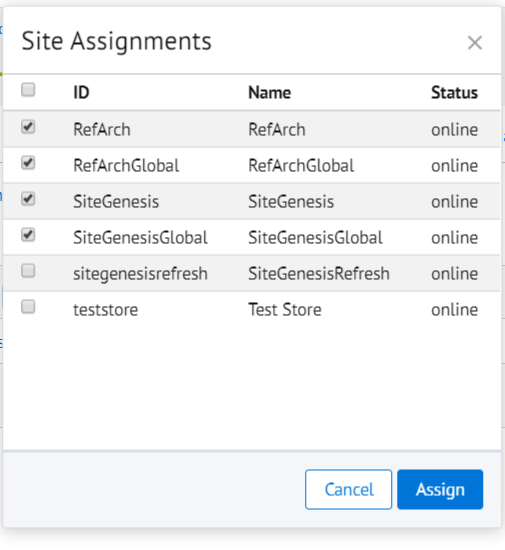 Site Assignments
ID Name Status
RefArch RefArch online
RefArchGlobal RefArchGlobal online
SiteGenesis SiteGenesis online
SiteGenesisGlobal SiteGenesisGlobal online
sitegenesisrefresh SiteGenesisRefresh online
teststore Test Store online
Cancel Assign